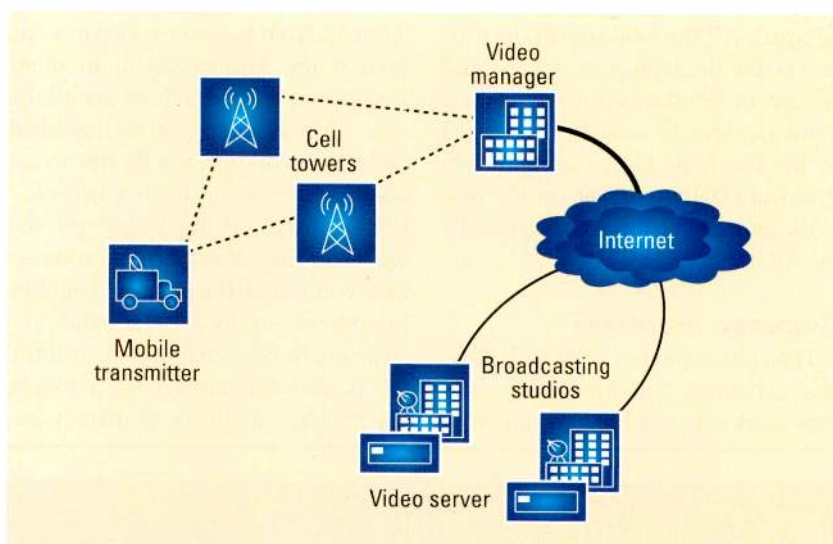 Video
manager
Cell
towers
Internet
Mobile
transmitter
Broadcasting
studios
Video server